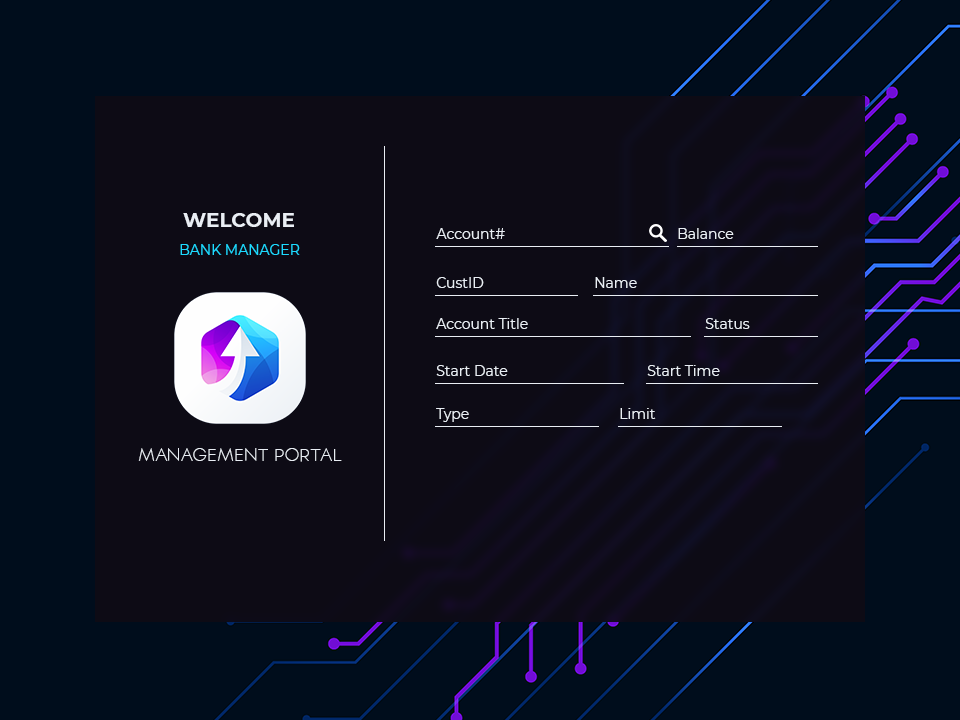 WELCOME
BANK MANAGER
MANAGEMENT PORTAL
Account# Balance
CustID Name
Account Title Status
Start Date Start Time
Type Limit